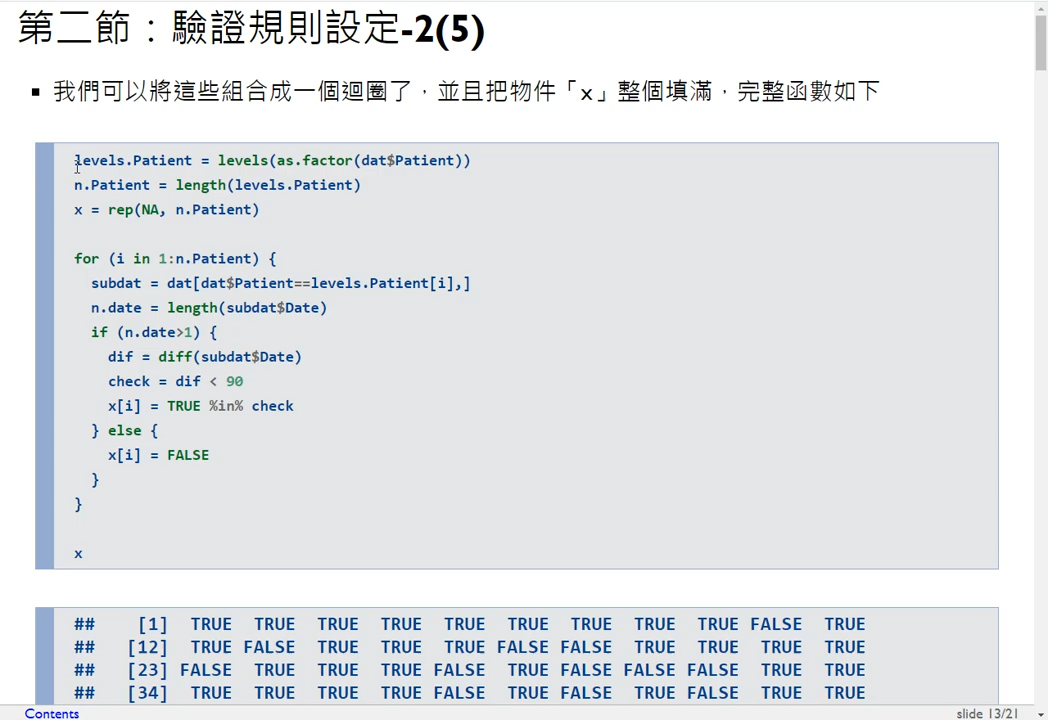 第二節：驗證規則設定-2(5)
▪ 我們可以將這些組合成一個迴圈了，並且把物件「x」整個填滿，完整函數如下
levels.Patient = levels(as.factor(dat$Patient))
n.Patient = length(levels.Patient)
x = rep(NA, n.Patient)
for (i in 1:n.Patient) {
  subdat = dat[dat$Patient==levels.Patient[i],]
  n.date = length(subdat$Date)
  if (n.date>1) {
    dif = diff(subdat$Date)
    check = dif < 90
    x[i] = TRUE %in% check
  } else {
    x[i] = FALSE
  }
}
x
##    [1]  TRUE  TRUE  TRUE  TRUE  TRUE  TRUE  TRUE  TRUE  TRUE FALSE  TRUE
##   [12]  TRUE FALSE  TRUE  TRUE  TRUE FALSE FALSE  TRUE  TRUE  TRUE  TRUE
##   [23] FALSE  TRUE  TRUE  TRUE FALSE  TRUE FALSE FALSE FALSE  TRUE  TRUE
##   [34]  TRUE  TRUE  TRUE  TRUE FALSE  TRUE FALSE  TRUE FALSE  TRUE  TRUE
Contents
slide 13/21